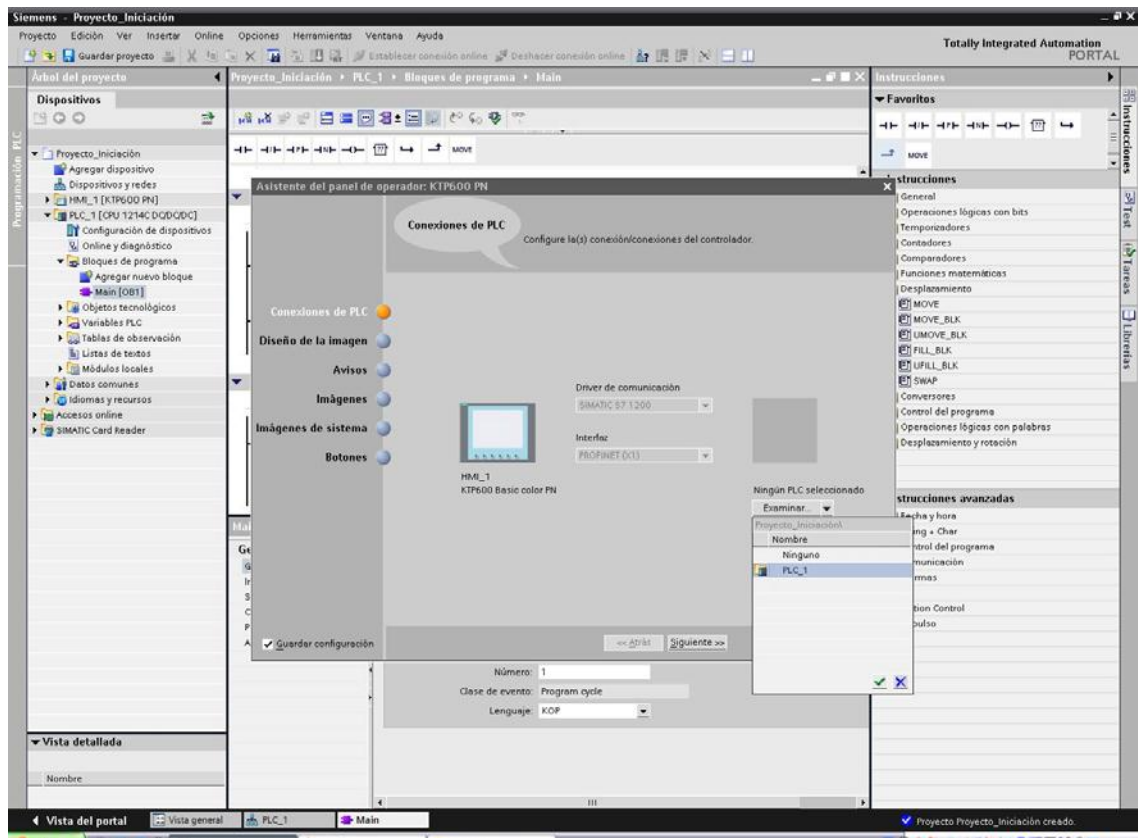 Siemens - Proyecto_Iniciación
Proyecto Edición Ver Insertar Online Opciones Herramientas Ventana Ayuda
Guardar proyecto
Establecer conexión online
Deshacer conexión online
Totally Integrated Automation
PORTAL
Árbol del proyecto
Dispositivos
Programación PLC
Proyecto_Iniciación
Agregar dispositivo
Dispositivos y redes
HMI_1 [KTP600 PN]
PLC_1 [CPU 1214C DC/DC/DC]
Configuración de dispositivos
Online y diagnóstico
Bloques de programa
Agregar nuevo bloque
Main [OB1]
Objetos tecnológicos
Variables PLC
Tablas de observación
Listas de textos
Módulos locales
Datos comunes
Idiomas y recursos
Accesos online
SIMATIC Card Reader
Vista detallada
Nombre
Proyecto_Iniciación PLC_1 Bloques de programa Main
MOVE
Asistente del panel de operador: KTP600 PN
Conexiones de PLC
Configure la(s) conexión/conexiones del controlador.
Conexiones de PLC
Diseño de la imagen
Avisos
Imágenes
Imágenes de sistema
Botones
HMI_1
KTP600 Basic color PN
Driver de comunicación
SIMATIC S7 1200
Interfaz
PROFINET (X1)
Ningún PLC seleccionado
Examinar...
Proyecto_Iniciación\
Nombre
Ninguno
PLC_1
Guardar configuración
<< Atrás
Siguiente >>
Número: 1
Clase de evento: Program cycle
Lenguaje: KOP
Instrucciones
Favoritos
MOVE
strucciones
General
Operaciones lógicas con bits
Temporizadores
Contadores
Comparadores
Funciones matemáticas
Desplazamiento
MOVE
MOVE_BLK
UMOVE_BLK
FILL_BLK
UFILL_BLK
SWAP
Conversores
Control del programa
Operaciones lógicas con palabras
Desplazamiento y rotación
strucciones avanzadas
Fecha y hora
ing + Char
ntrol del programa
municación
rmas
tion Control
pulso
Instrucciones
Test
Tareas
Librerías
Vista del portal
Vista general
PLC_1
Main
Proyecto Proyecto_Iniciación creado.